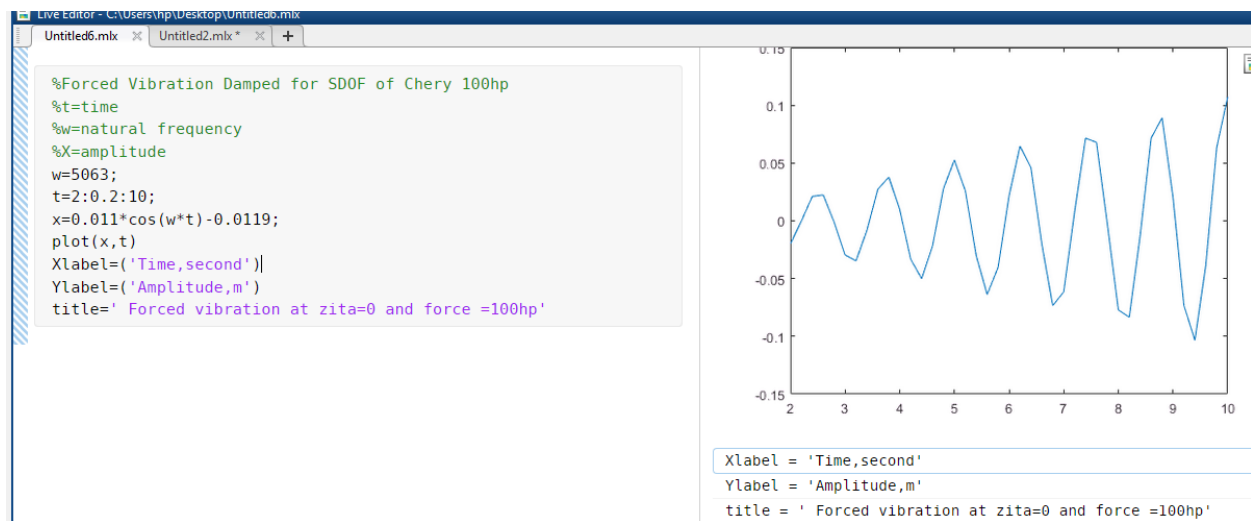 Live Editor - C:\Users\hp\Desktop\Untitled6.mlx
Untitled6.mlx × Untitled2.mlx * × +
%Forced Vibration Damped for SDOF of Chery 100hp
%t=time
%w=natural frequency
%X=amplitude
w=5063;
t=2:0.2:10;
x=0.011*cos(w*t)-0.0119;
plot(x,t)
Xlabel=('Time,second')
Ylabel=('Amplitude,m')
title=' Forced vibration at zita=0 and force =100hp'
0.15
0.1
0.05
0
-0.05
-0.1
-0.15
2 3 4 5 6 7 8 9 10
Xlabel = 'Time,second'
Ylabel = 'Amplitude,m'
title = ' Forced vibration at zita=0 and force =100hp'